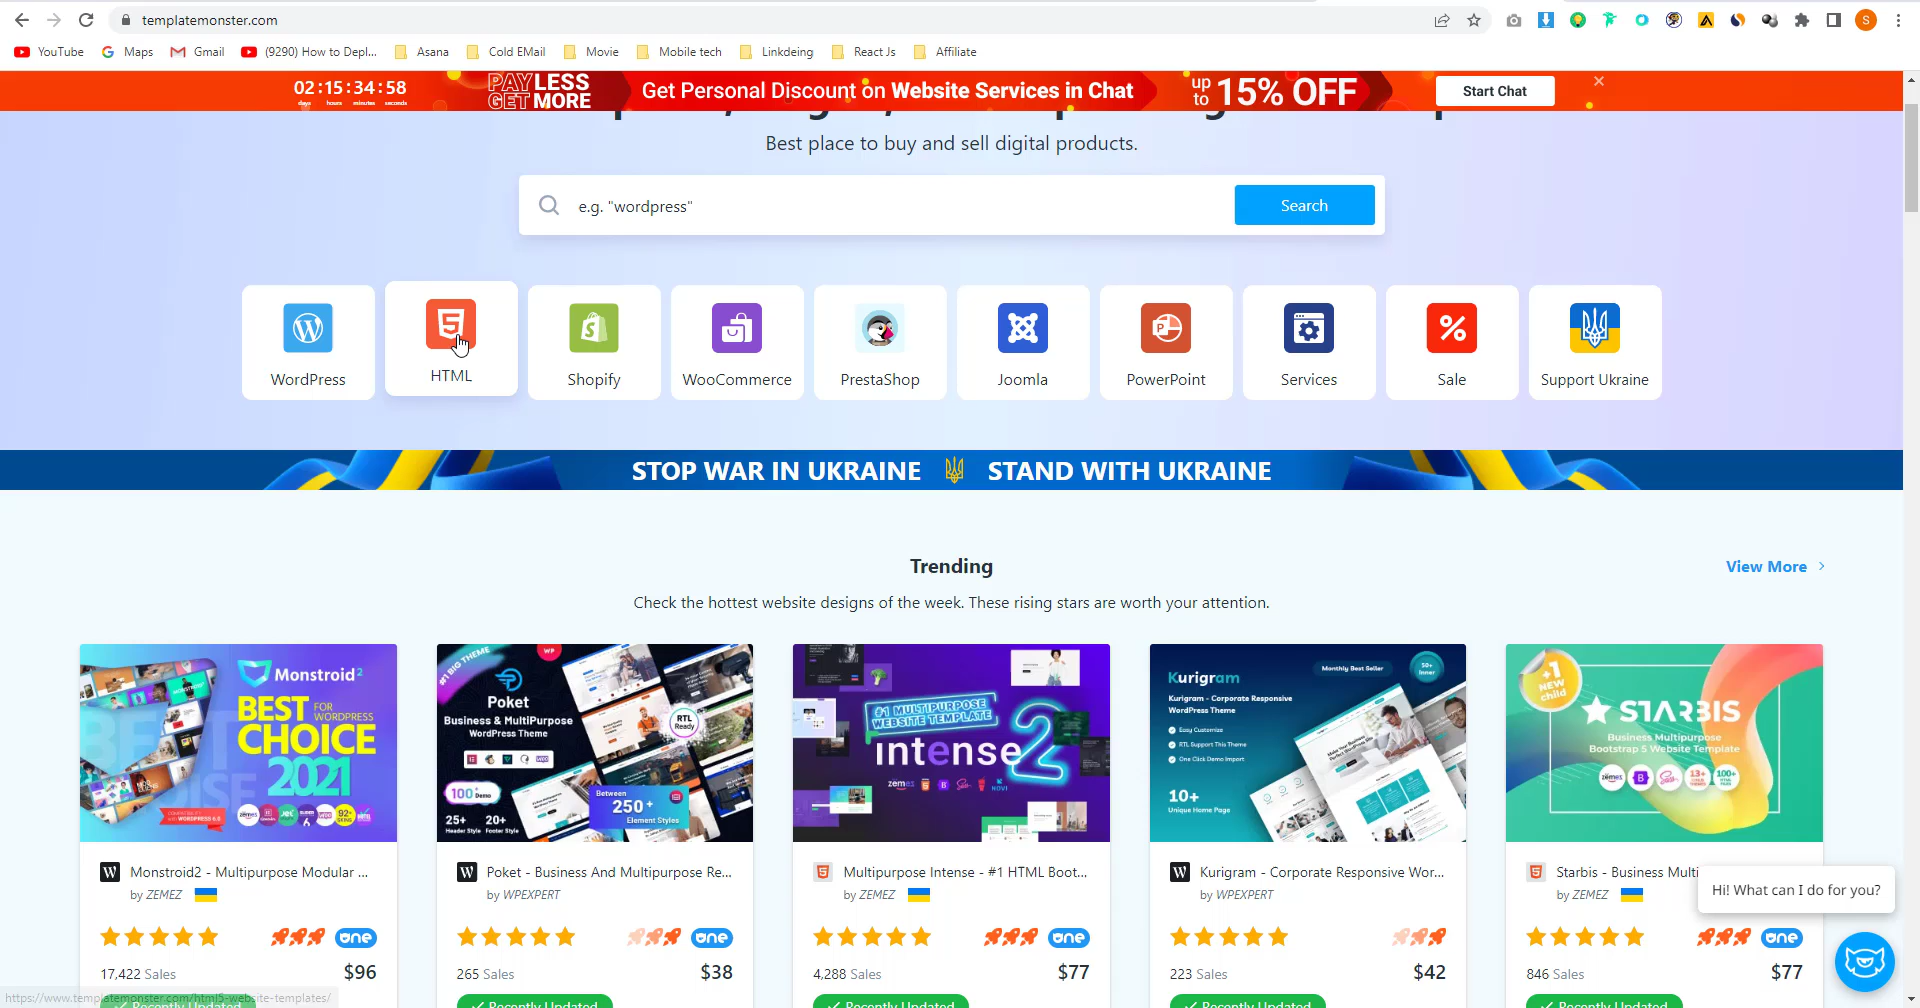 templatemonster.com
S
YouTube
Maps
Gmail
(9290) How to Depl...
Asana
Cold EMail
Movie
Mobile tech
Linkdeing
React Js
Affiliate
02:15:34:58
days hours minutes seconds
PAY LESS
GET MORE
Get Personal Discount on Website Services in Chat
up to 15% OFF
Start Chat
Best place to buy and sell digital products.
e.g. "wordpress"
Search
WordPress
HTML
Shopify
WooCommerce
PrestaShop
Joomla
PowerPoint
Services
Sale
Support Ukraine
STOP WAR IN UKRAINE
STAND WITH UKRAINE
Trending
View More
Check the hottest website designs of the week. These rising stars are worth your attention.
Monstroid2
BEST FOR WORDPRESS
CHOICE
2021
92+
#1 BIG THEME
WP
Poket
Business & MultiPurpose
WordPress Theme
RTL
Ready
100+ Demo
Between
250+
Element Styles
25+
Header Style
20+
Footer Style
#1 MULTIPURPOSE
WEBSITE TEMPLATE
intense 2
zemez
NOVI
Kurigram
Monthly Best Seller
50+
Inner
Kurigram - Corporate Responsive
WordPress Theme
Easy Customize
RTL Support This Theme
One Click Demo Import
10+
Unique Home Page
+1
NEW
child
STARBIS
Business Multipurpose
Bootstrap 5 Website Template
zemez
13+
100+
Monstroid2 - Multipurpose Modular ...
by ZEMEZ
one
17,422 Sales
$96
Recently Updated
Poket - Business And Multipurpose Re...
by WPEXPERT
one
265 Sales
$38
Recently Updated
Multipurpose Intense - #1 HTML Boot...
by ZEMEZ
one
4,288 Sales
$77
Recently Updated
Kurigram - Corporate Responsive Wor...
by WPEXPERT
223 Sales
$42
Recently Updated
Starbis - Business Multi
by ZEMEZ
one
846 Sales
$77
Recently Updated
Hi! What can I do for you?
https://www.templatemonster.com/html5-website-templates/